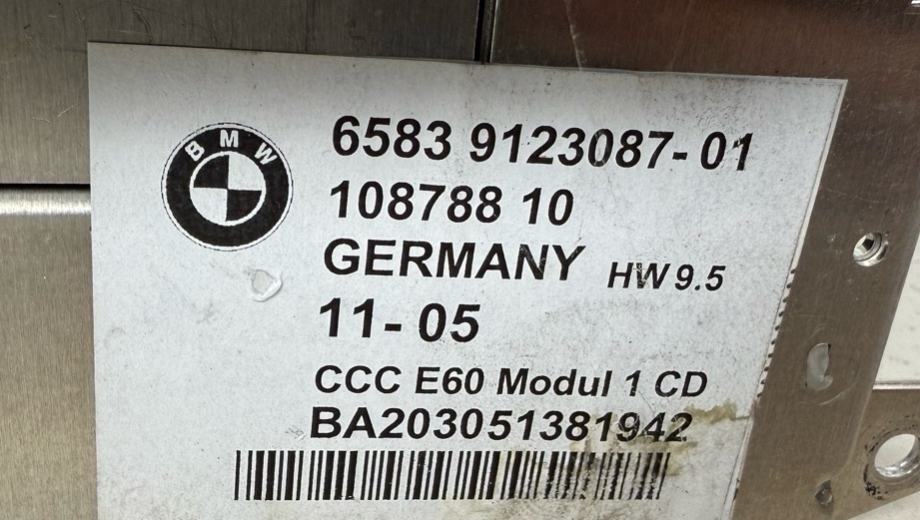 BMW
6583 9123087-01
108788 10
GERMANY HW 9.5
11-05
CCC E60 Modul 1 CD
BA203051381942